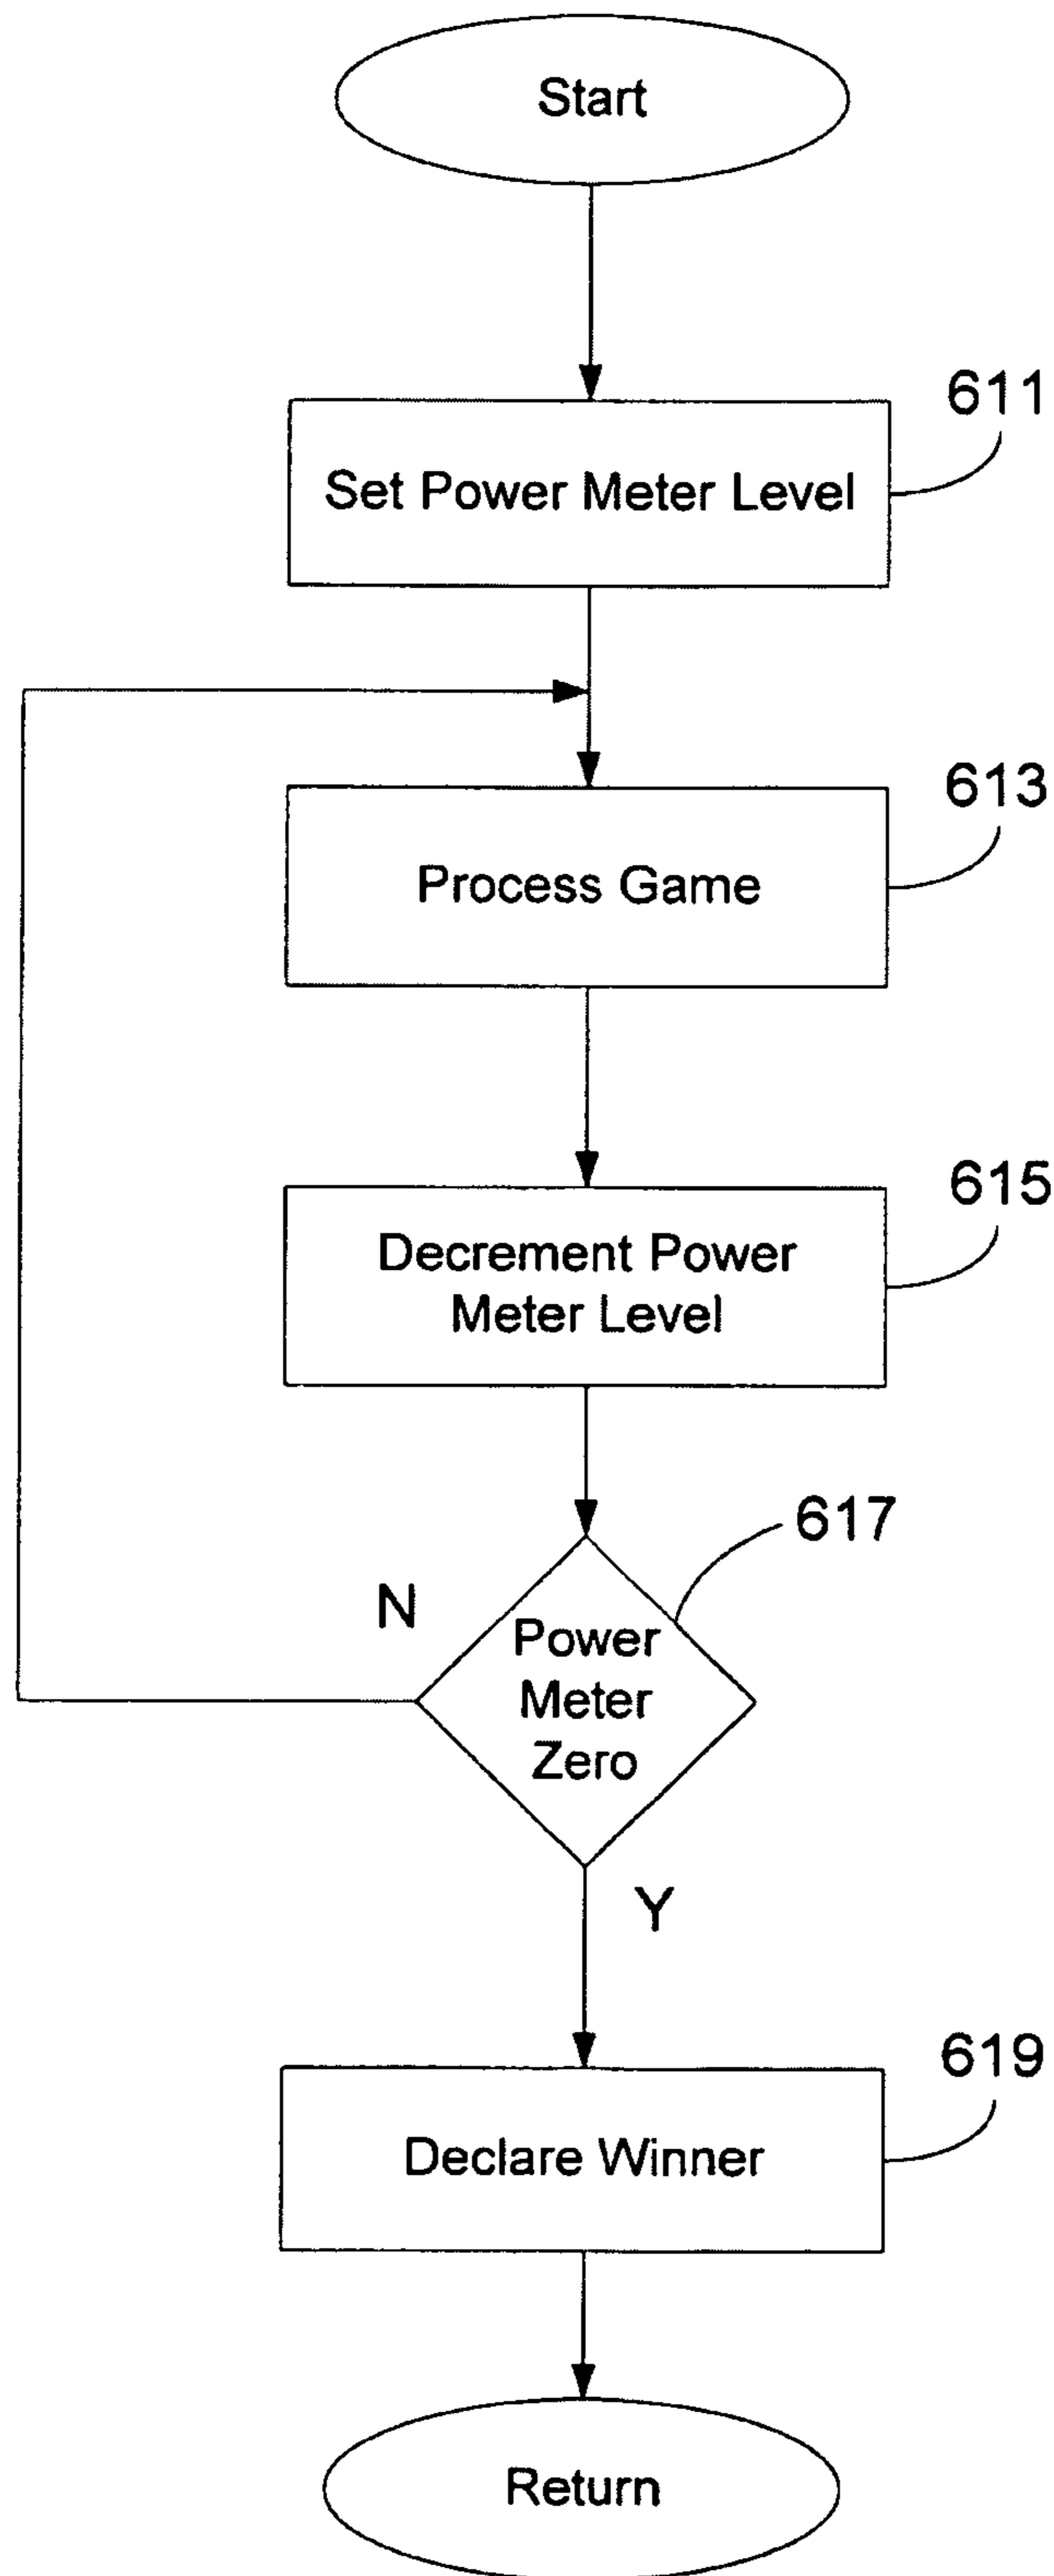 Start
611
Set Power Meter Level
613
Process Game
615
Decrement Power
Meter Level
617
N
Power
Meter
Zero
Y
619
Declare Winner
Return